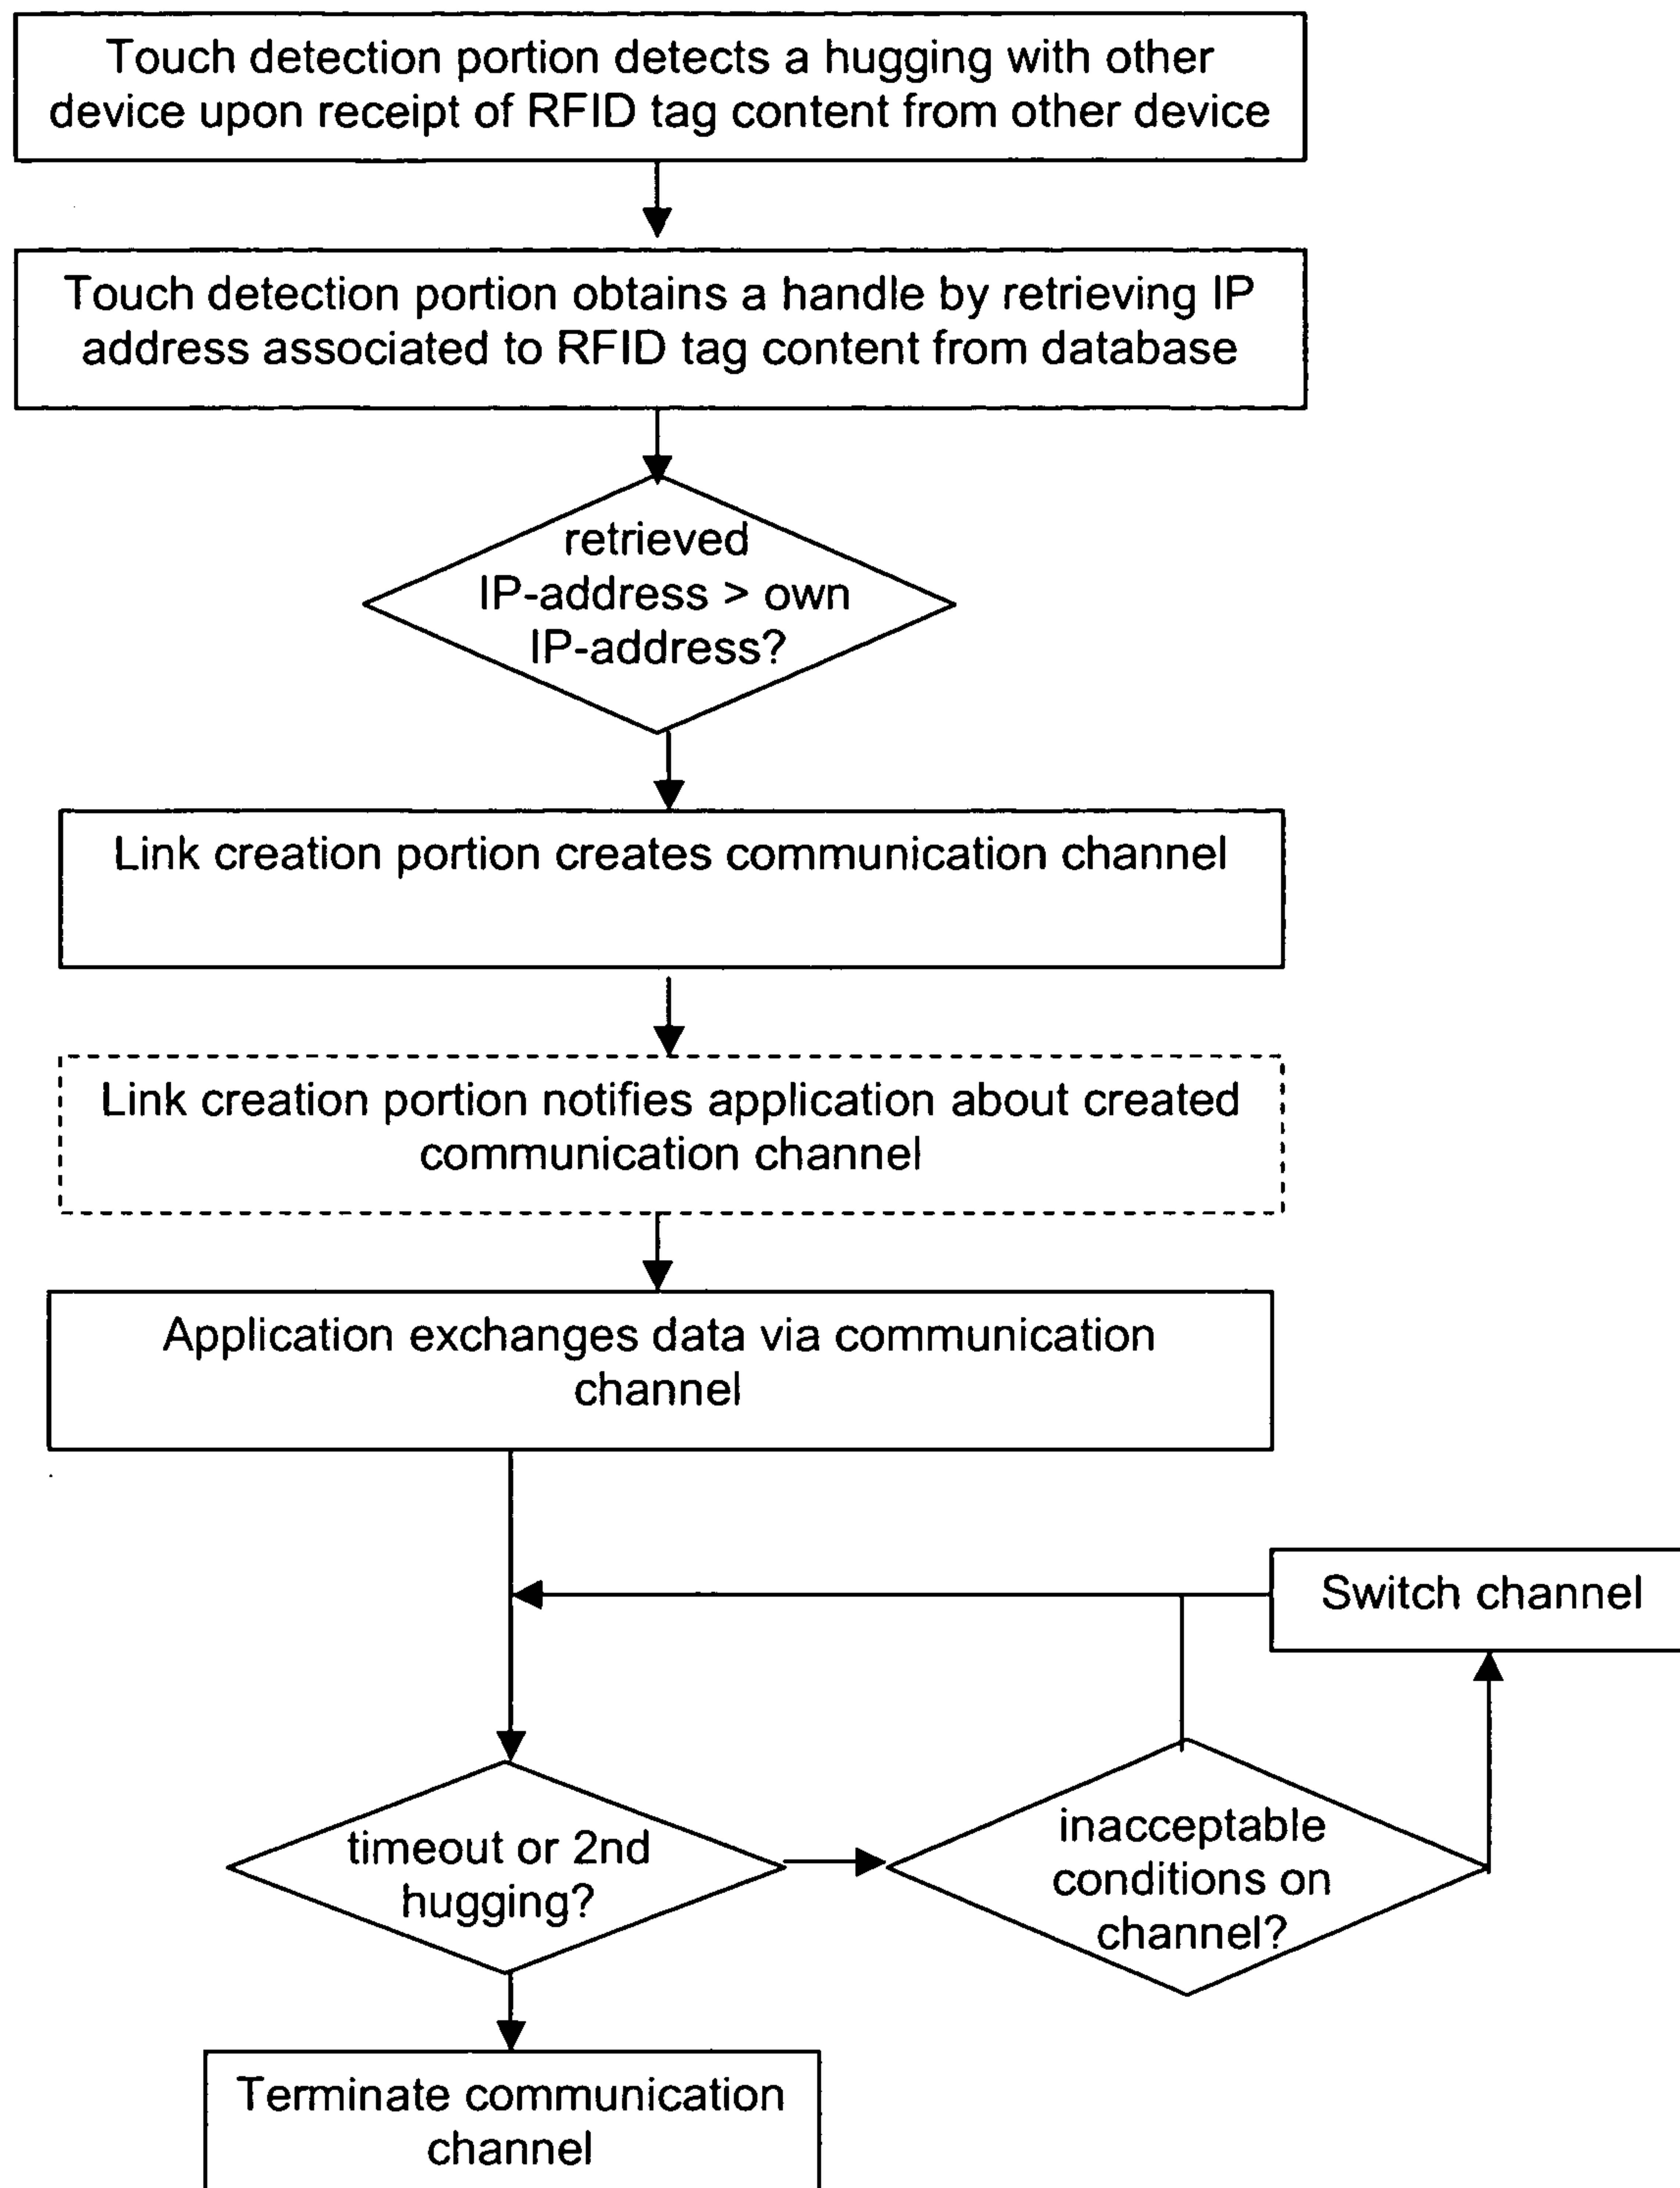 Touch detection portion detects a hugging with other
device upon receipt of RFID tag content from other device
Touch detection portion obtains a handle by retrieving IP
address associated to RFID tag content from database
retrieved
IP-address > own
IP-address?
Link creation portion creates communication channel
Link creation portion notifies application about created
communication channel
Application exchanges data via communication
channel
Switch channel
timeout or 2nd
hugging?
inacceptable
conditions on
channel?
Terminate communication
channel